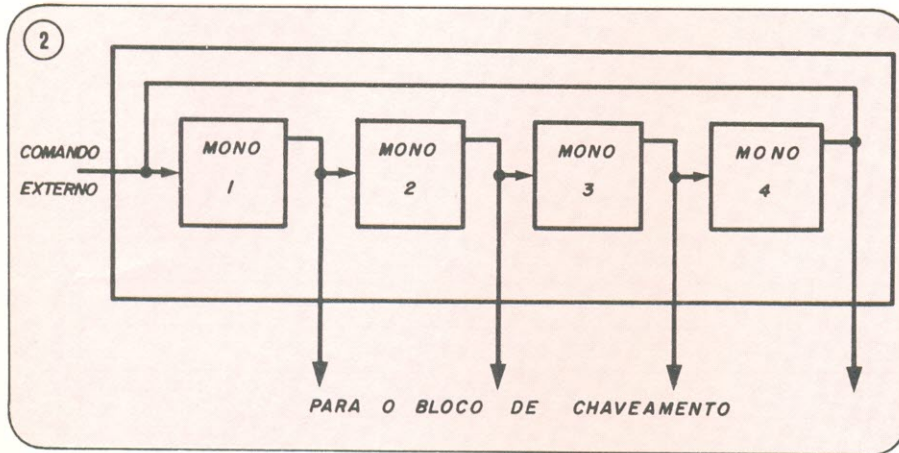 2
COMANDO
EXTERNO
MONO
1
MONO
2
MONO
3
MONO
4
PARA O BLOCO DE CHAVEAMENTO